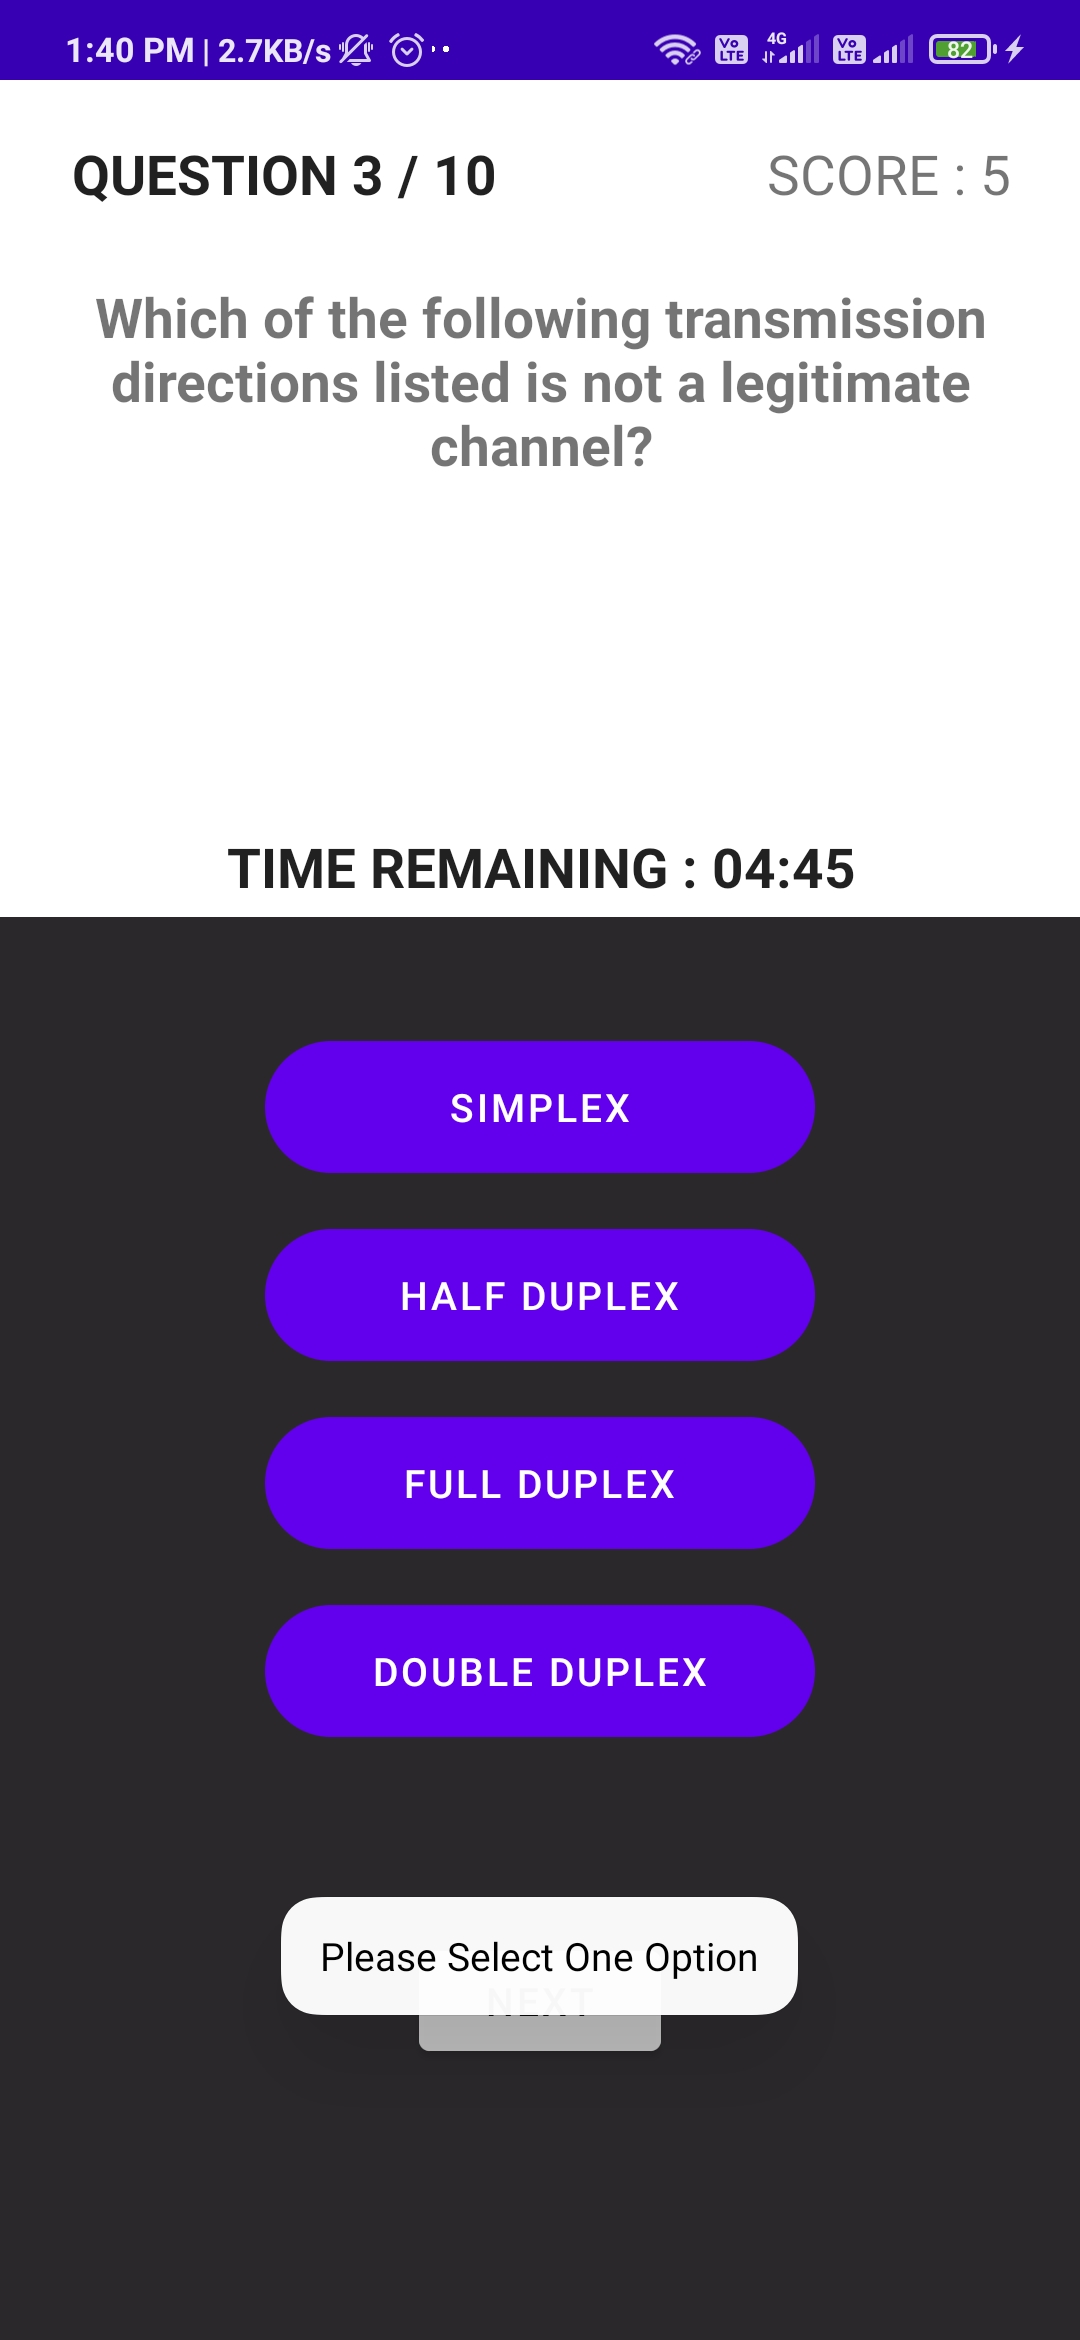 1:40 PM | 2.7KB/s
Vo LTE 4G Vo LTE 82
QUESTION 3 / 10
SCORE : 5
Which of the following transmission
directions listed is not a legitimate
channel?
TIME REMAINING : 04:45
SIMPLEX
HALF DUPLEX
FULL DUPLEX
DOUBLE DUPLEX
Please Select One Option
NEXT